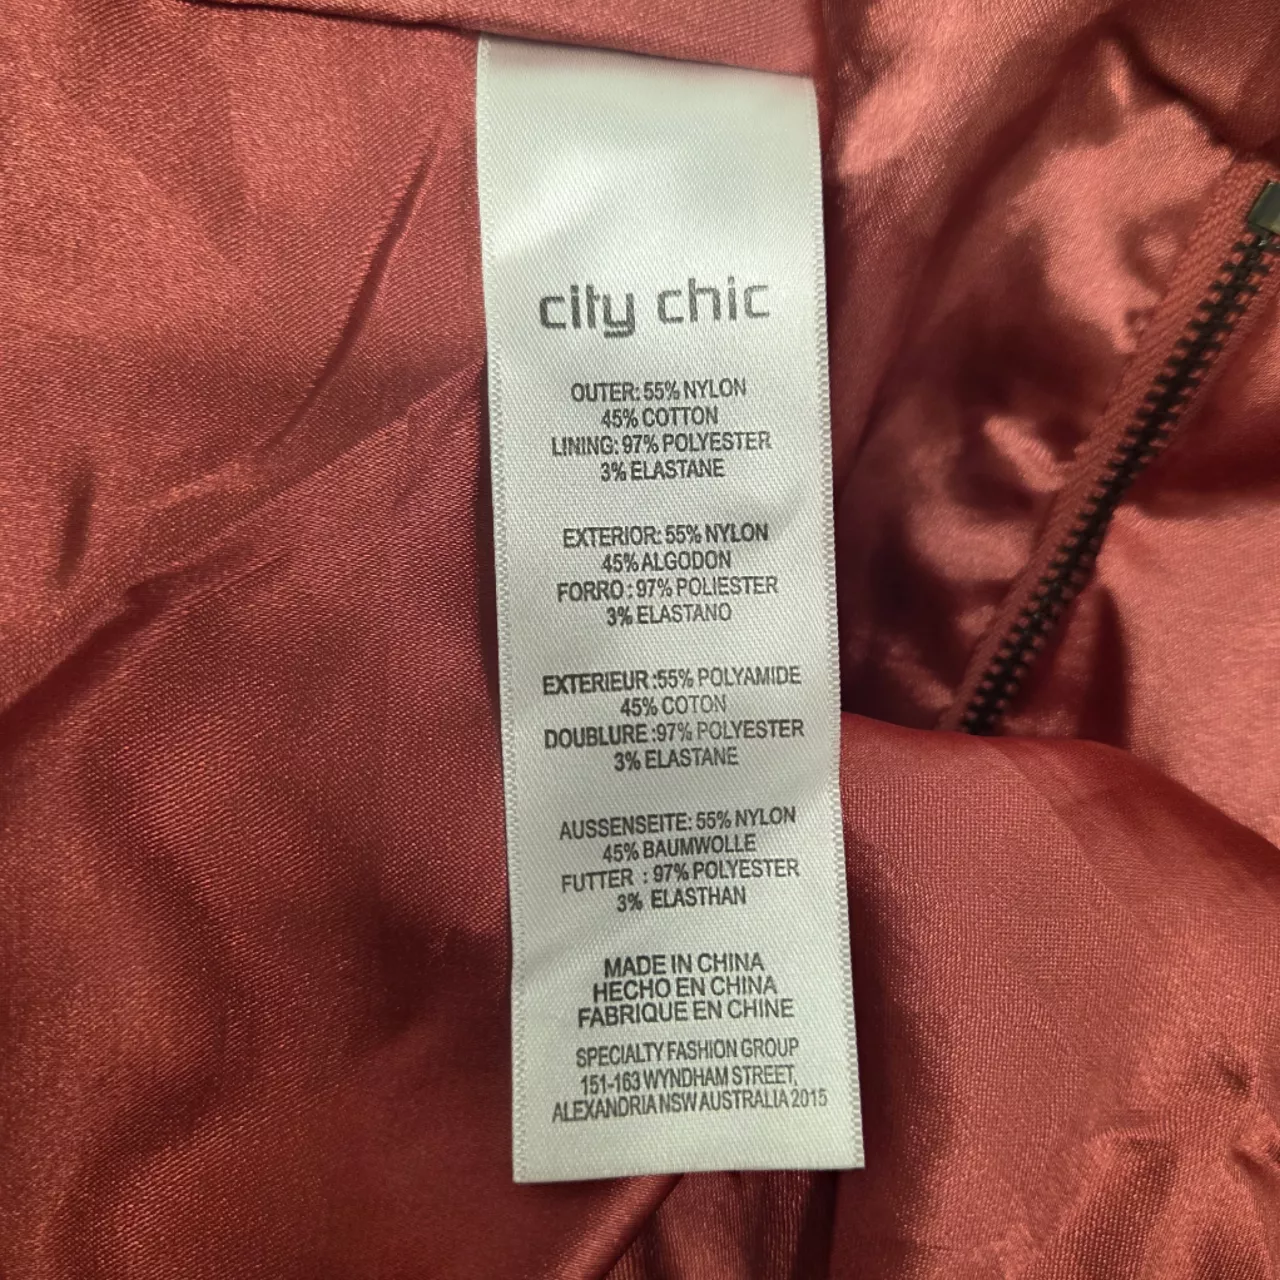 city chic
OUTER: 55% NYLON
45% COTTON
LINING: 97% POLYESTER
3% ELASTANE
EXTERIOR: 55% NYLON
45% ALGODON
FORRO : 97% POLIESTER
3% ELASTANO
EXTERIEUR :55% POLYAMIDE
45% COTON
DOUBLURE :97% POLYESTER
3% ELASTANE
AUSSENSEITE: 55% NYLON
45% BAUMWOLLE
FUTTER : 97% POLYESTER
3% ELASTHAN
MADE IN CHINA
HECHO EN CHINA
FABRIQUE EN CHINE
SPECIALTY FASHION GROUP
151-163 WYNDHAM STREET,
ALEXANDRIA NSW AUSTRALIA 2015